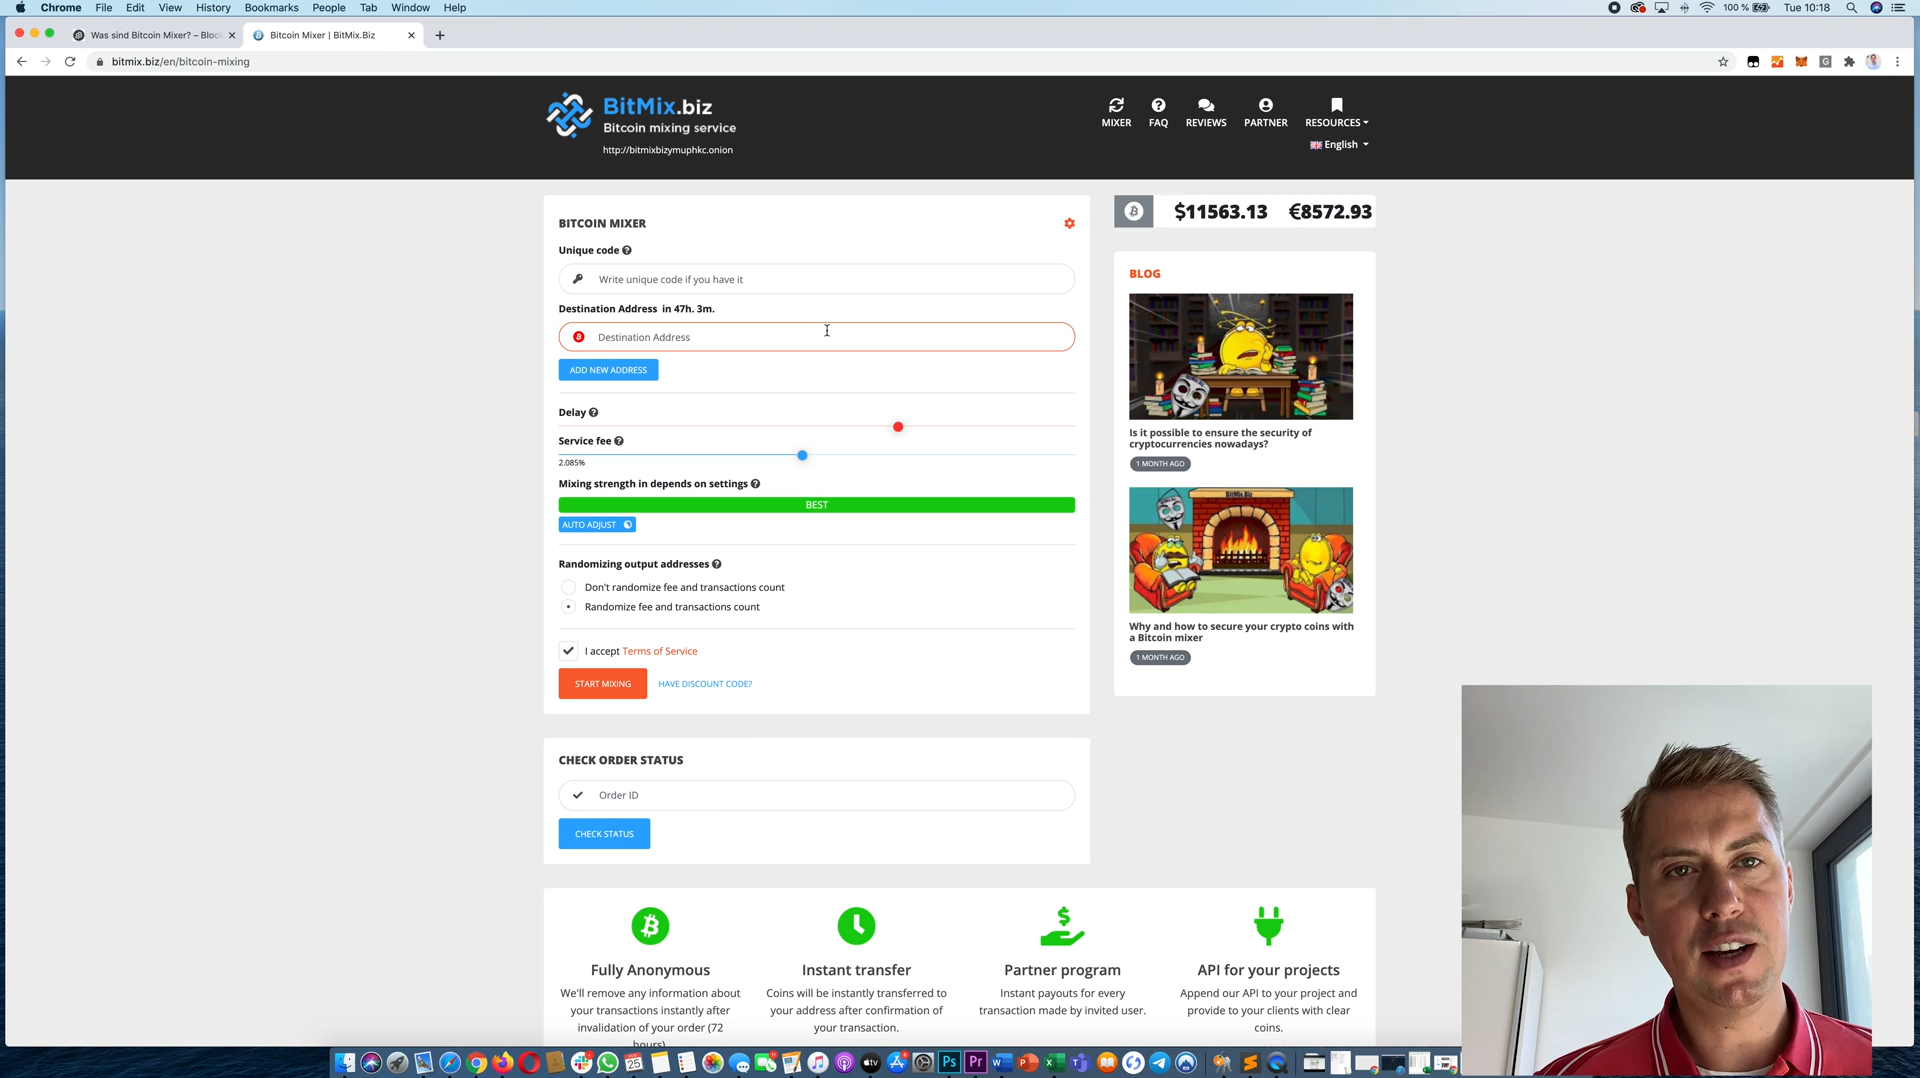 Chrome File Edit View History Bookmarks People Tab Window Help
100 % Tue 10:18
Was sind Bitcoin Mixer? – Bloc
Bitcoin Mixer | BitMix.Biz
bitmix.biz/en/bitcoin-mixing
BitMix.biz
Bitcoin mixing service
http://bitmixbizymuphkc.onion
MIXER FAQ REVIEWS PARTNER RESOURCES
English
BITCOIN MIXER
Unique code
Write unique code if you have it
Destination Address in 47h. 3m.
Destination Address
ADD NEW ADDRESS
Delay
Service fee
2.085%
Mixing strength in depends on settings
BEST
AUTO ADJUST
Randomizing output addresses
Don't randomize fee and transactions count
Randomize fee and transactions count
I accept Terms of Service
START MIXING HAVE DISCOUNT CODE?
CHECK ORDER STATUS
Order ID
CHECK STATUS
$11563.13 €8572.93
BLOG
Is it possible to ensure the security of
cryptocurrencies nowadays?
1 MONTH AGO
BitMix.Biz
Why and how to secure your crypto coins with
a Bitcoin mixer
1 MONTH AGO
Fully Anonymous
We'll remove any information about
your transactions instantly after
invalidation of your order (72
hours)
Instant transfer
Coins will be instantly transferred to
your address after confirmation of
your transaction.
Partner program
Instant payouts for every
transaction made by invited user.
API for your projects
Append our API to your project and
provide to your clients with clear
coins.
25
tv
Ps
Pr